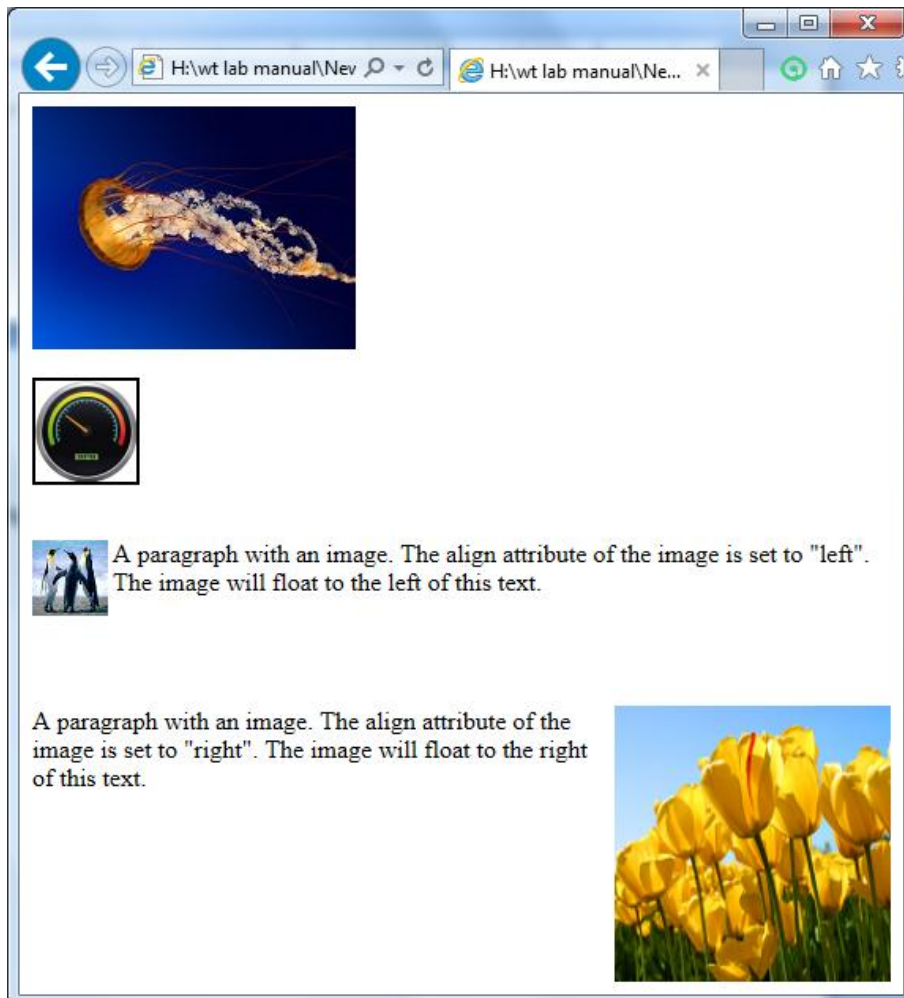 H:\wt lab manual\Nev
H:\wt lab manual\Ne...
A paragraph with an image. The align attribute of the image is set to "left".
The image will float to the left of this text.
A paragraph with an image. The align attribute of the
image is set to "right". The image will float to the right
of this text.